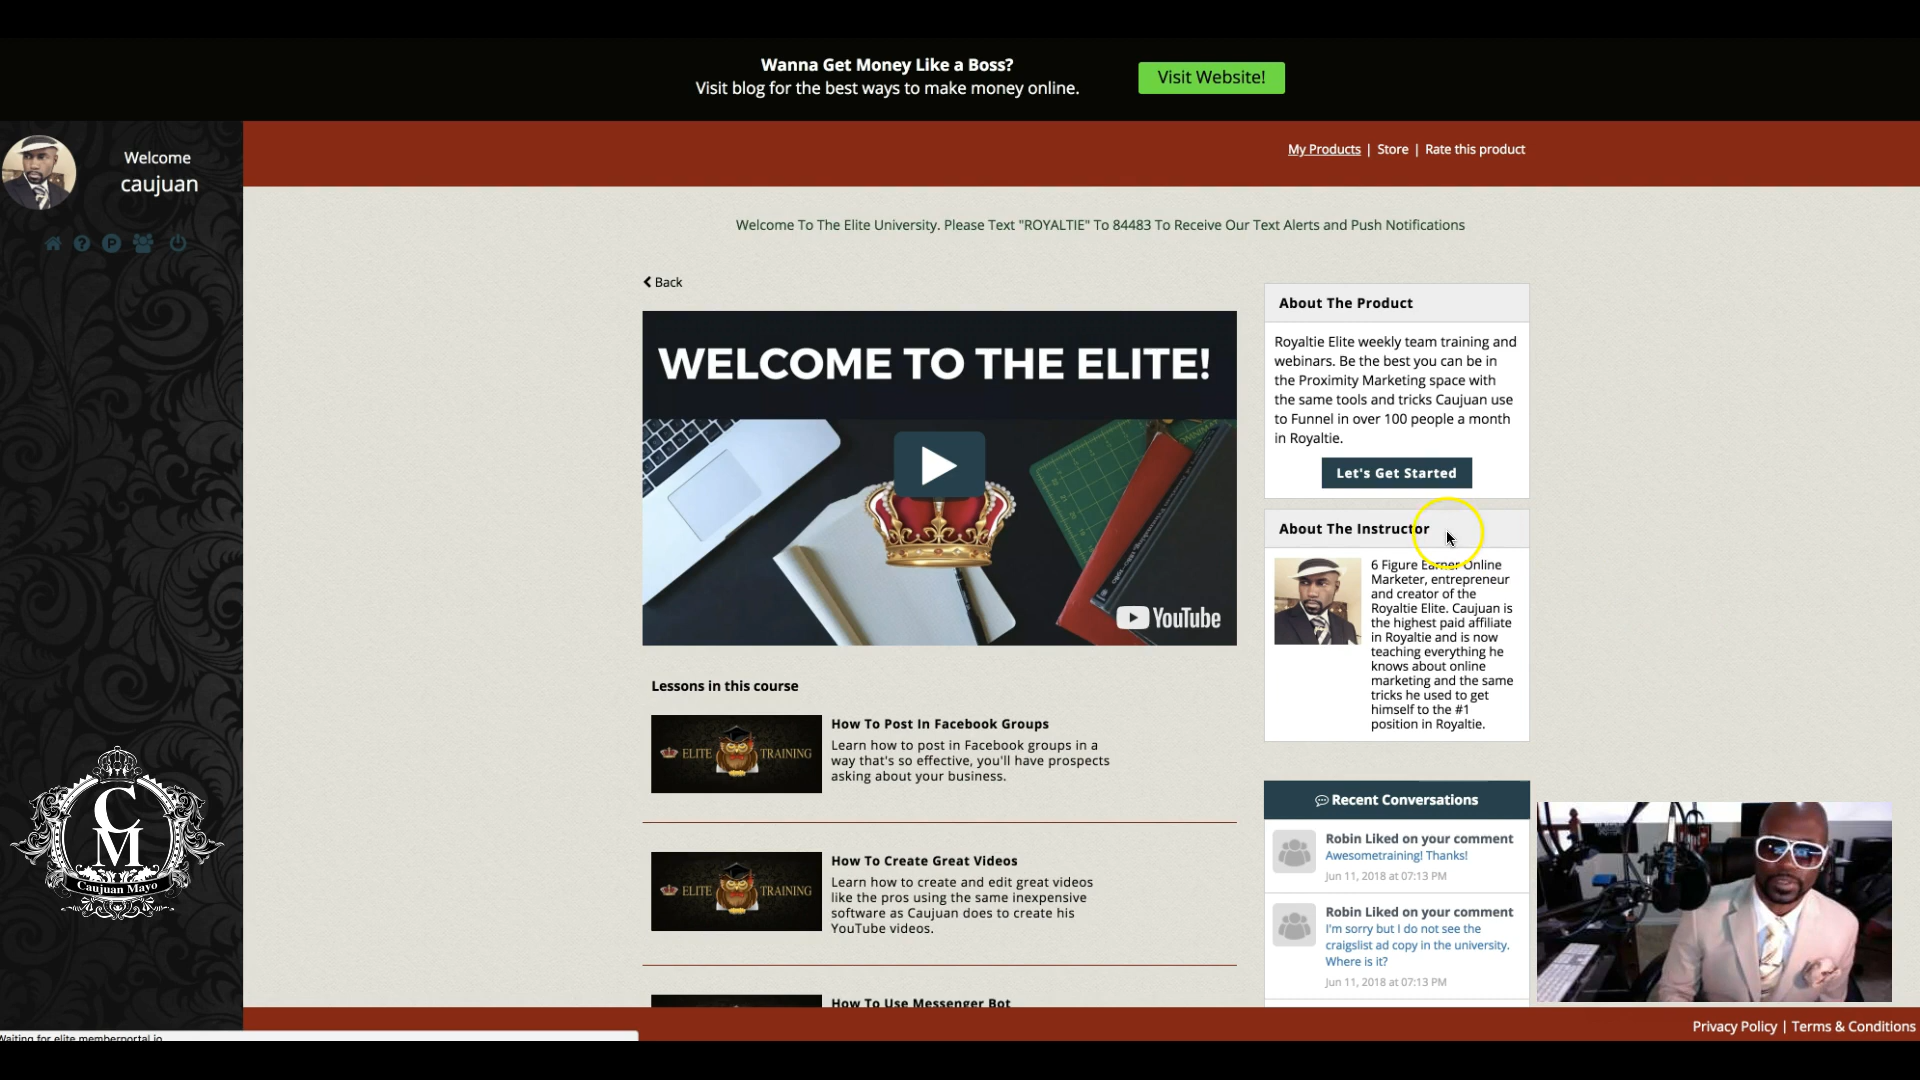 Wanna Get Money Like a Boss?
Visit blog for the best ways to make money online.
Visit Website!
Welcome
caujuan
My Products | Store | Rate this product
Welcome To The Elite University. Please Text "ROYALTIE" To 84483 To Receive Our Text Alerts and Push Notifications
Back
WELCOME TO THE ELITE!
YouTube
About The Product
Royaltie Elite weekly team training and
webinars. Be the best you can be in
the Proximity Marketing space with
the same tools and tricks Caujuan use
to Funnel in over 100 people a month
in Royaltie.
Let's Get Started
About The Instructor
6 Figure Earner Online
Marketer, entrepreneur
and creator of the
Royaltie Elite. Caujuan is
the highest paid affiliate
in Royaltie and is now
teaching everything he
knows about online
marketing and the same
tricks he used to get
himself to the #1
position in Royaltie.
Lessons in this course
ELITE TRAINING
How To Post In Facebook Groups
Learn how to post in Facebook groups in a
way that's so effective, you'll have prospects
asking about your business.
ELITE TRAINING
How To Create Great Videos
Learn how to create and edit great videos
like the pros using the same inexpensive
software as Caujuan does to create his
YouTube videos.
How To Use Messenger Bot
Recent Conversations
Robin Liked on your comment
Awesometraining! Thanks!
Jun 11, 2018 at 07:13 PM
Robin Liked on your comment
I'm sorry but I do not see the
craigslist ad copy in the university.
Where is it?
Jun 11, 2018 at 07:13 PM
C
M
Caujuan Mayo
Privacy Policy | Terms & Conditions
Waiting for elite.memberportal.io